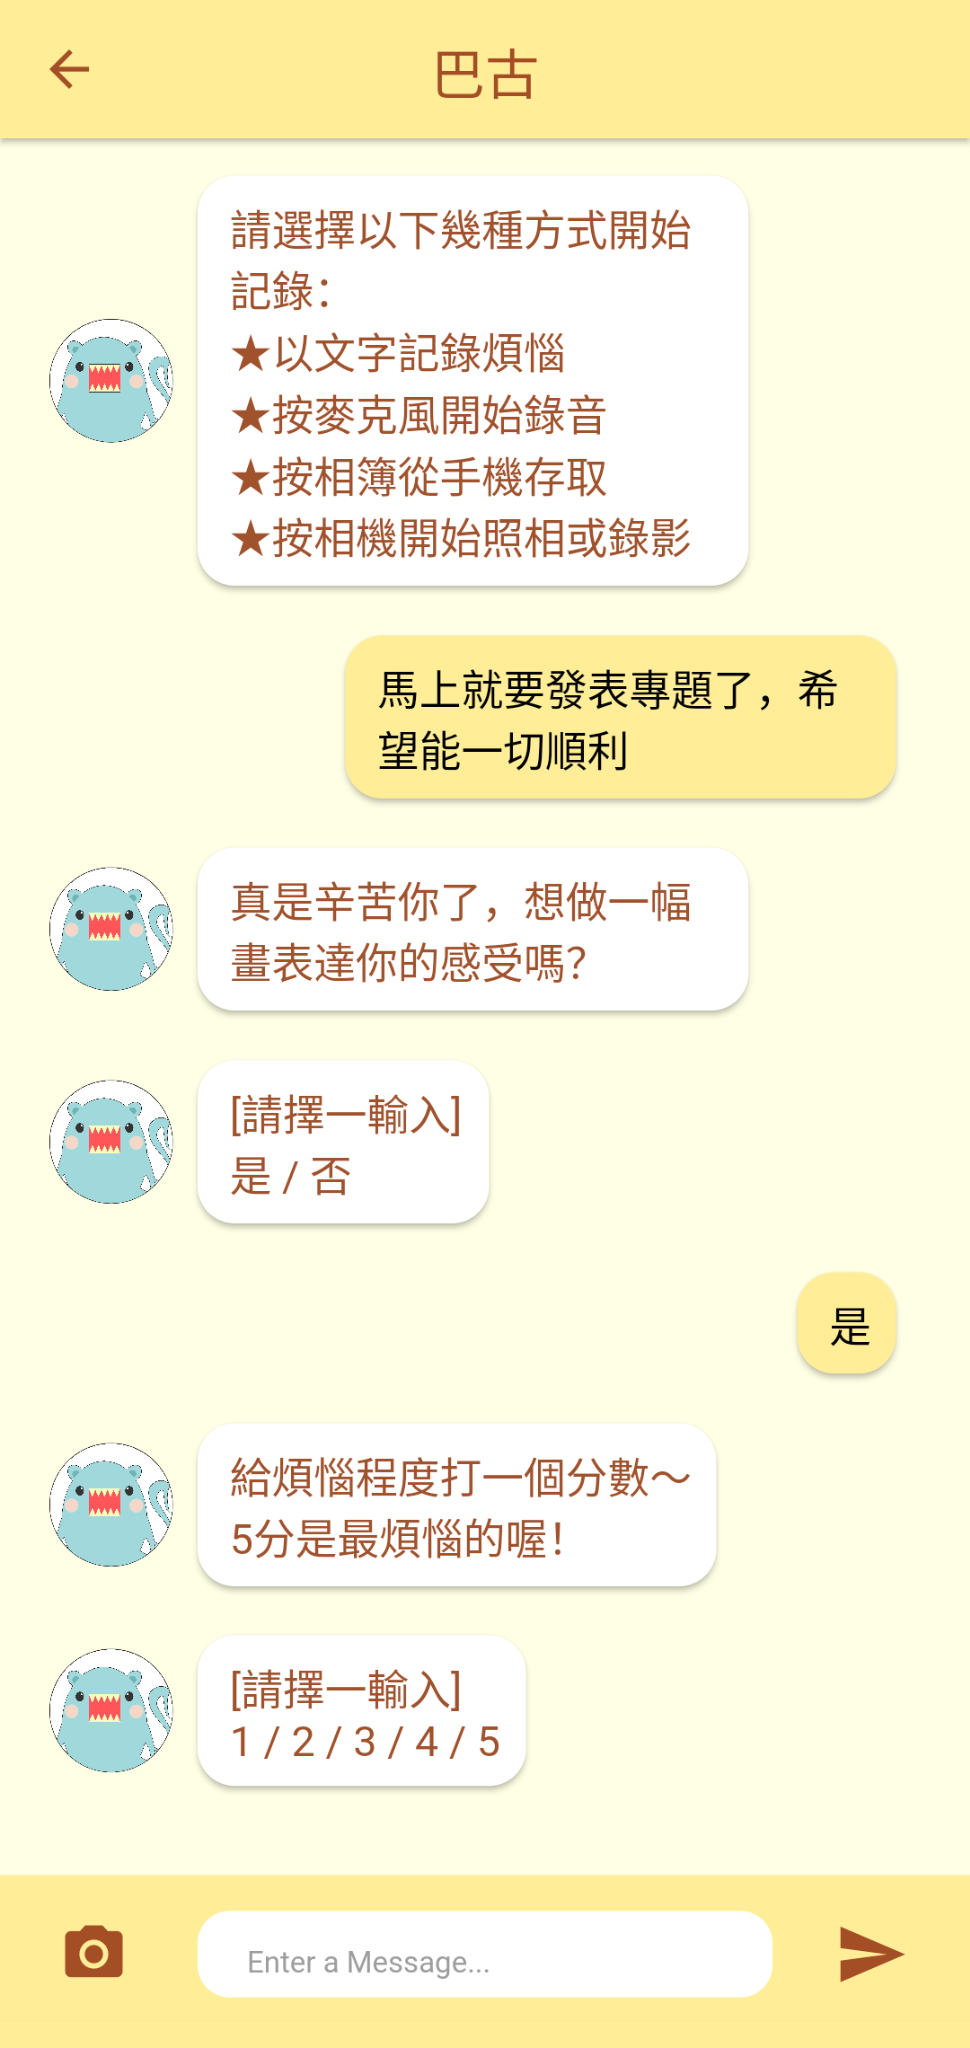 巴古
請選擇以下幾種方式開始
記錄：
★以文字記錄煩惱
★按麥克風開始錄音
★按相簿從手機存取
★按相機開始照相或錄影
馬上就要發表專題了，希
望能一切順利
真是辛苦你了，想做一幅
畫表達你的感受嗎？
[請擇一輸入]
是 / 否
是
給煩惱程度打一個分數～
5分是最煩惱的喔！
[請擇一輸入]
1 / 2 / 3 / 4 / 5
Enter a Message...